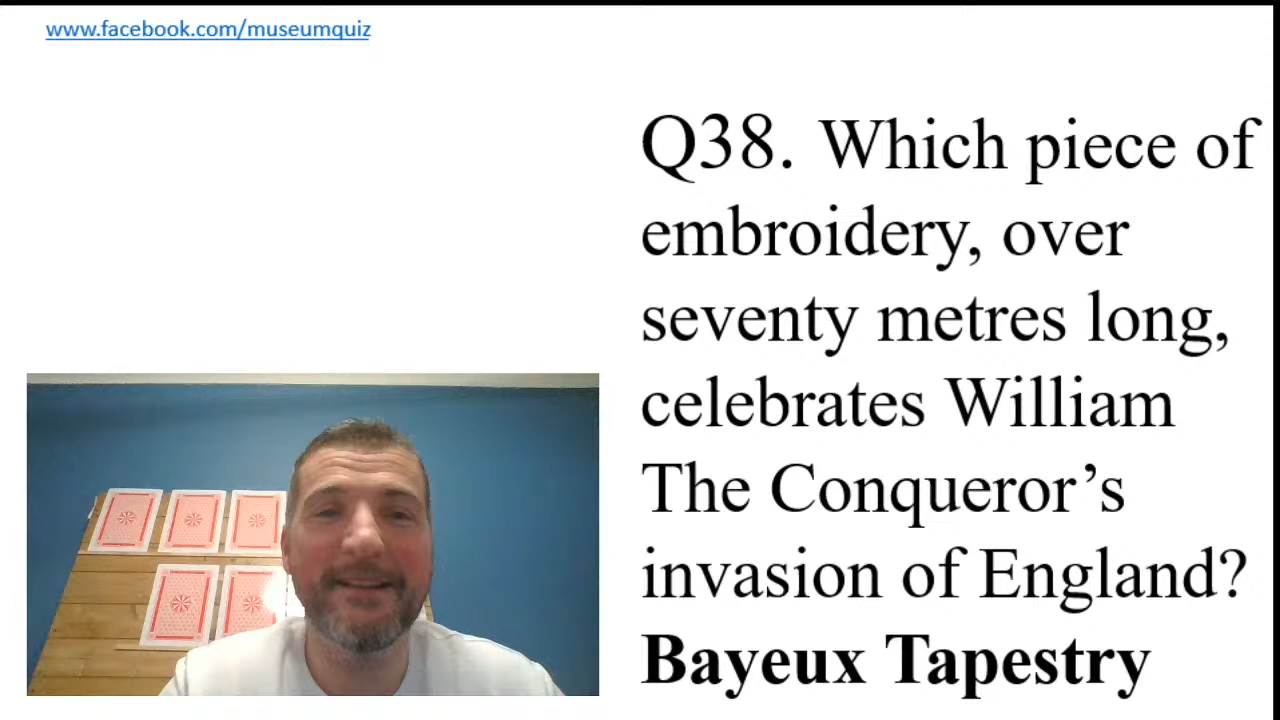 www.facebook.com/museumquiz
Q38. Which piece of
embroidery, over
seventy metres long,
celebrates William
The Conqueror’s
invasion of England?
Bayeux Tapestry